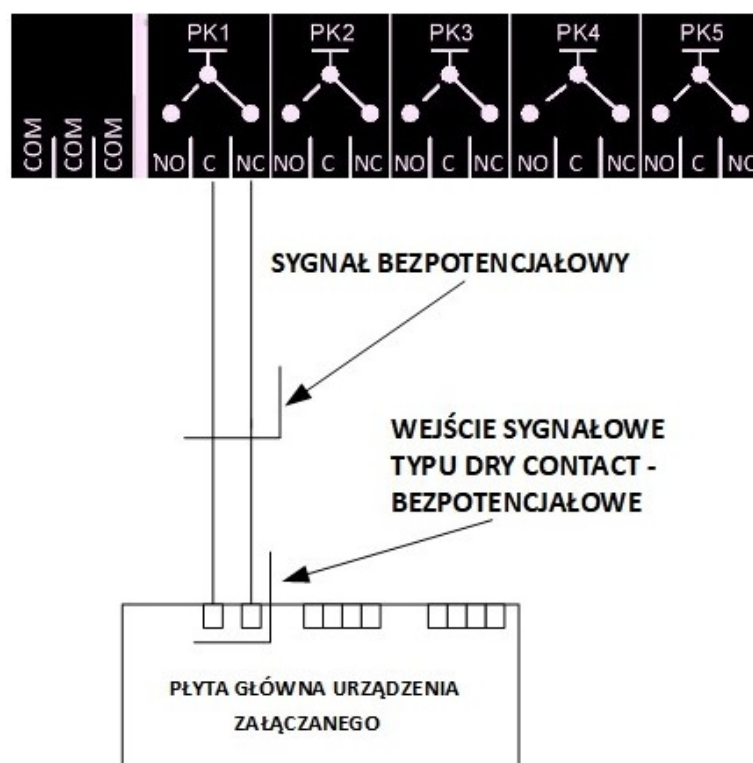 PK1 PK2 PK3 PK4 PK5
COM COM COM NO C NC NO C NC NO C NC NO C NC NO C NC
SYGNAŁ BEZPOTENCJAŁOWY
WEJŚCIE SYGNAŁOWE
TYPU DRY CONTACT -
BEZPOTENCJAŁOWE
PŁYTA GŁÓWNA URZĄDZENIA
ZAŁĄCZANEGO